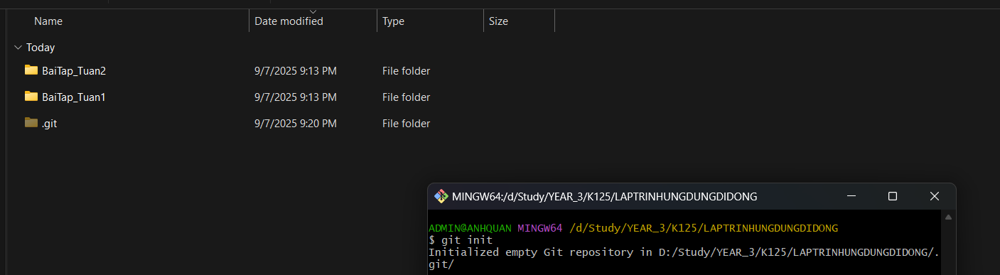 Name Date modified Type Size
Today
BaiTap_Tuan2 9/7/2025 9:13 PM File folder
BaiTap_Tuan1 9/7/2025 9:13 PM File folder
.git 9/7/2025 9:20 PM File folder
MINGW64:/d/Study/YEAR_3/K125/LAPTRINHUNGDUNGDIDONG
ADMIN@ANHQUAN MINGW64 /d/Study/YEAR_3/K125/LAPTRINHUNGDUNGDIDONG
$ git init
Initialized empty Git repository in D:/Study/YEAR_3/K125/LAPTRINHUNGDUNGDIDONG/.
git/